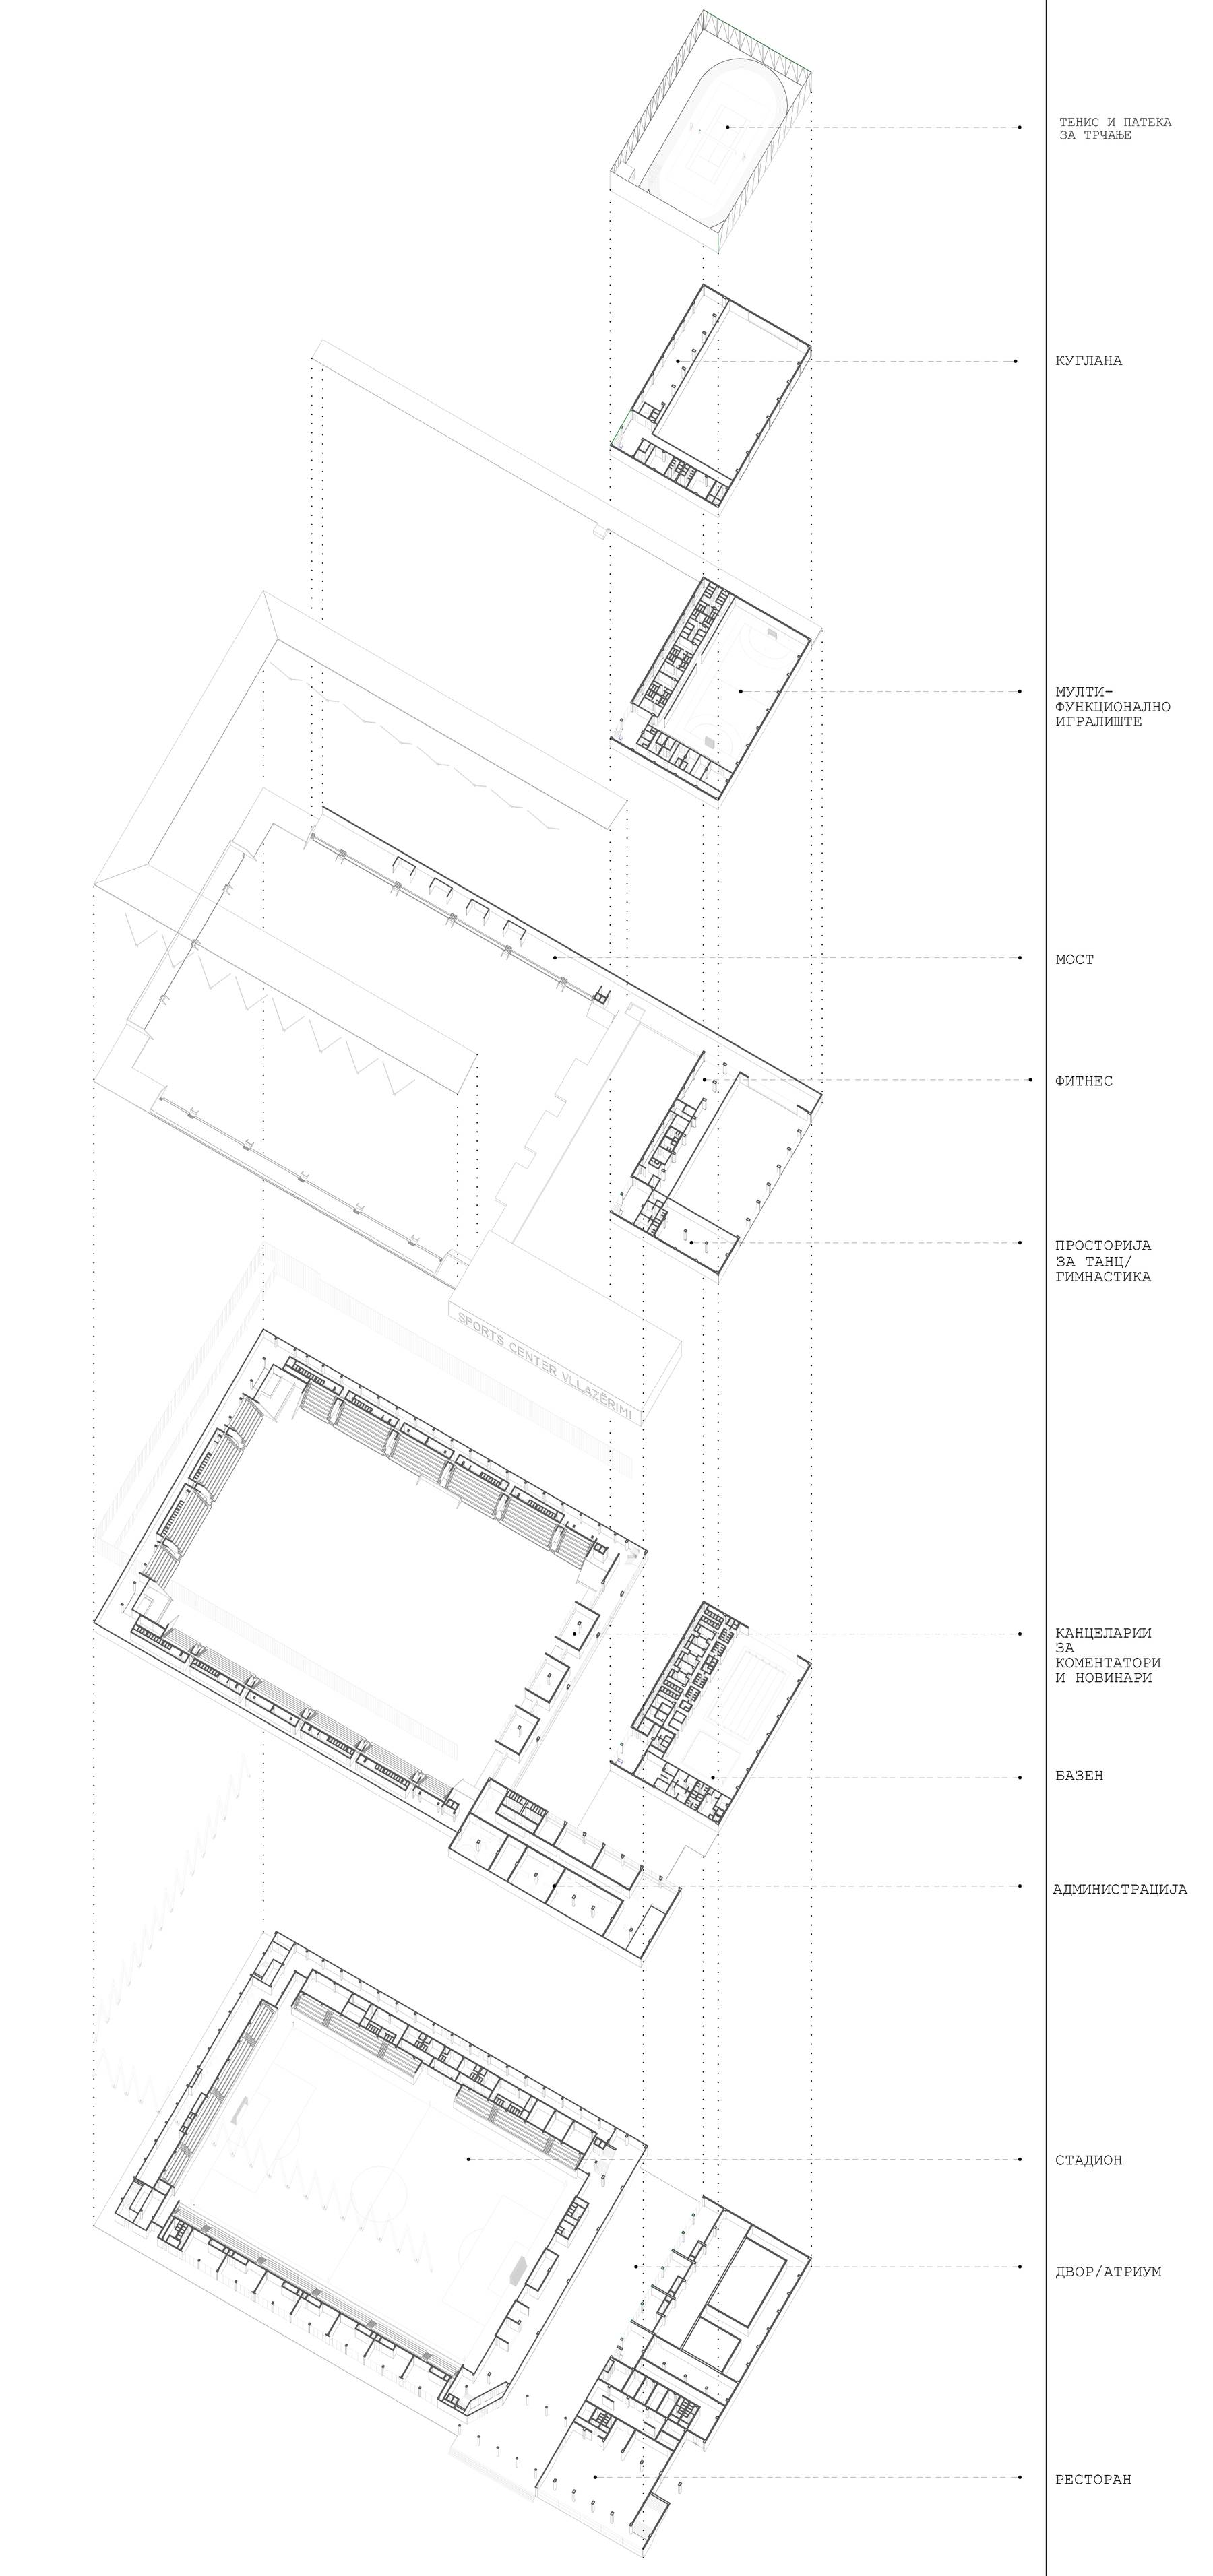 ТЕНИС И ПАТЕКА
ЗА ТРЧАЊЕ
КУГЛАНА
МУЛТИ-
ФУНКЦИОНАЛНО
ИГРАЛИШТЕ
МОСТ
ФИТНЕС
ПРОСТОРИЈА
ЗА ТАНЦ/
ГИМНАСТИКА
SPORTS CENTER VLLAZËRIMI
КАНЦЕЛАРИИ
ЗА
КОМЕНТАТОРИ
И НОВИНАРИ
БАЗЕН
АДМИНИСТРАЦИЈА
СТАДИОН
ДВОР/АТРИУМ
РЕСТОРАН